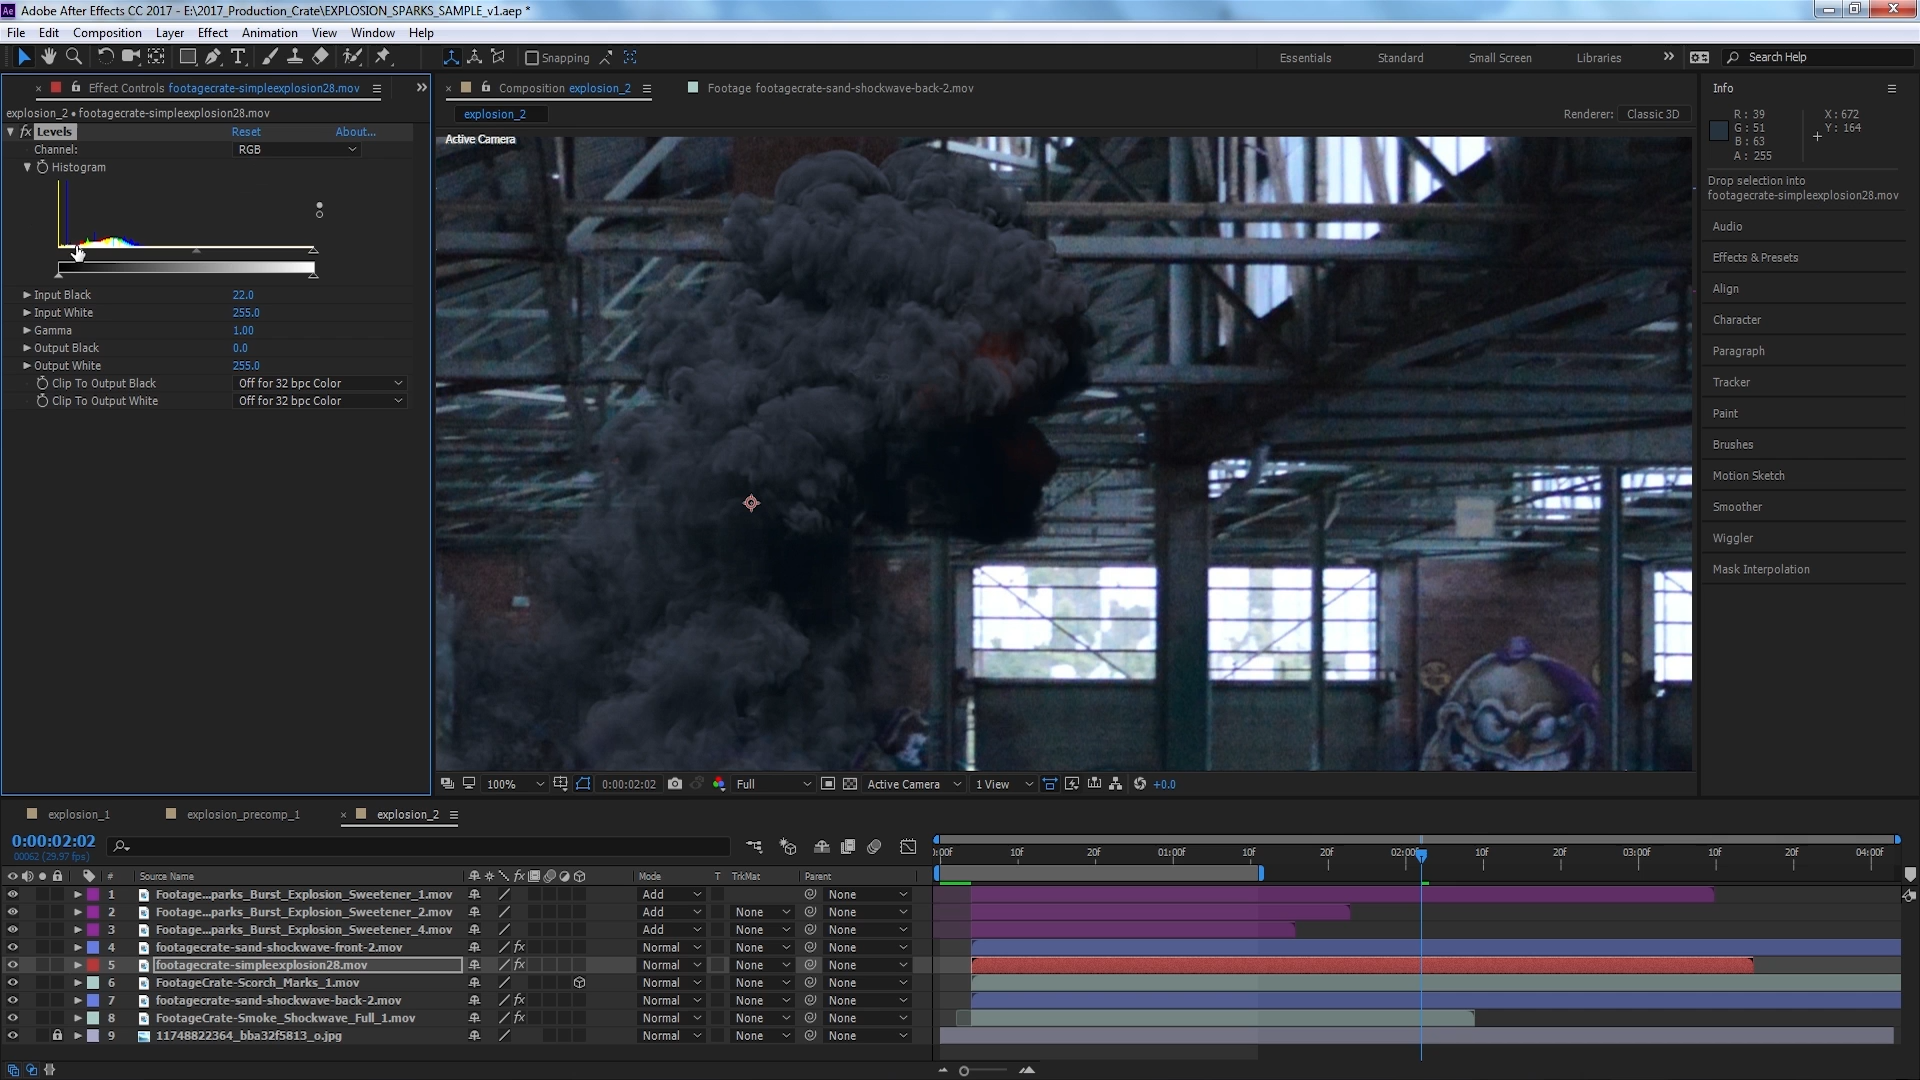 Adobe After Effects CC 2017 - E:\2017_Production_Crate\EXPLOSION_SPARKS_SAMPLE_v1.aep *
File Edit Composition Layer Effect Animation View Window Help
Snapping
Essentials Standard Small Screen Libraries Search Help
Effect Controls footagecrate-simpleexplosion28.mov
explosion_2 • footagecrate-simpleexplosion28.mov
fx Levels Reset About...
Channel: RGB
Histogram
Input Black 22.0
Input White 255.0
Gamma 1.00
Output Black 0.0
Output White 255.0
Clip To Output Black Off for 32 bpc Color
Clip To Output White Off for 32 bpc Color
Composition explosion_2
Footage footagecrate-sand-shockwave-back-2.mov
explosion_2
Renderer: Classic 3D
Active Camera
100% 0:00:02:02 Full Active Camera 1 View +0.0
Info
R: 39
G: 51
B: 63
A: 255
X: 672
Y: 164
Drop selection into
footagecrate-simpleexplosion28.mov
Audio
Effects & Presets
Align
Character
Paragraph
Tracker
Paint
Brushes
Motion Sketch
Smoother
Wiggler
Mask Interpolation
explosion_1 explosion_precomp_1 explosion_2
0:00:02:02
00062 (29.97 fps)
:00f 10f 20f 01:00f 10f 20f 02:00f 10f 20f 03:00f 10f 20f 04:00f
# Source Name fx Mode T TrkMat Parent
1 Footage...parks_Burst_Explosion_Sweetener_1.mov Add None
2 Footage...parks_Burst_Explosion_Sweetener_2.mov Add None None
3 Footage...parks_Burst_Explosion_Sweetener_4.mov Add None None
4 footagecrate-sand-shockwave-front-2.mov fx Normal None None
5 footagecrate-simpleexplosion28.mov fx Normal None None
6 FootageCrate-Scorch_Marks_1.mov Normal None None
7 footagecrate-sand-shockwave-back-2.mov fx Normal None None
8 FootageCrate-Smoke_Shockwave_Full_1.mov fx Normal None None
9 11748822364_bba32f5813_o.jpg Normal None None